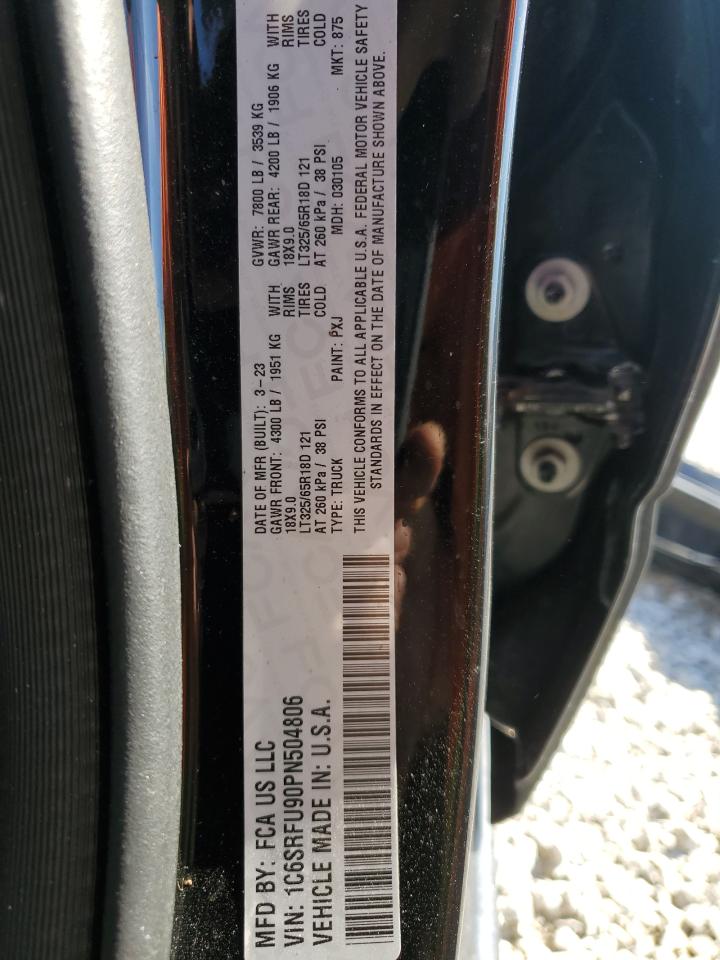 MFD BY: FCA US LLC
VIN: 1C6SRFU90PN504806
VEHICLE MADE IN: U.S.A.
DATE OF MFR (BUILT): 3-23 GVWR: 7800 LB / 3539 KG
GAWR FRONT: 4300 LB / 1951 KG WITH GAWR REAR: 4200 LB / 1906 KG WITH
18X9.0 RIMS 18X9.0 RIMS
LT325/65R18D 121 TIRES LT325/65R18D 121 TIRES
AT 260 kPa / 38 PSI COLD AT 260 kPa / 38 PSI COLD
TYPE: TRUCK PAINT: PXJ MDH: 030105 MKT: 875
THIS VEHICLE CONFORMS TO ALL APPLICABLE U.S.A. FEDERAL MOTOR VEHICLE SAFETY
STANDARDS IN EFFECT ON THE DATE OF MANUFACTURE SHOWN ABOVE.